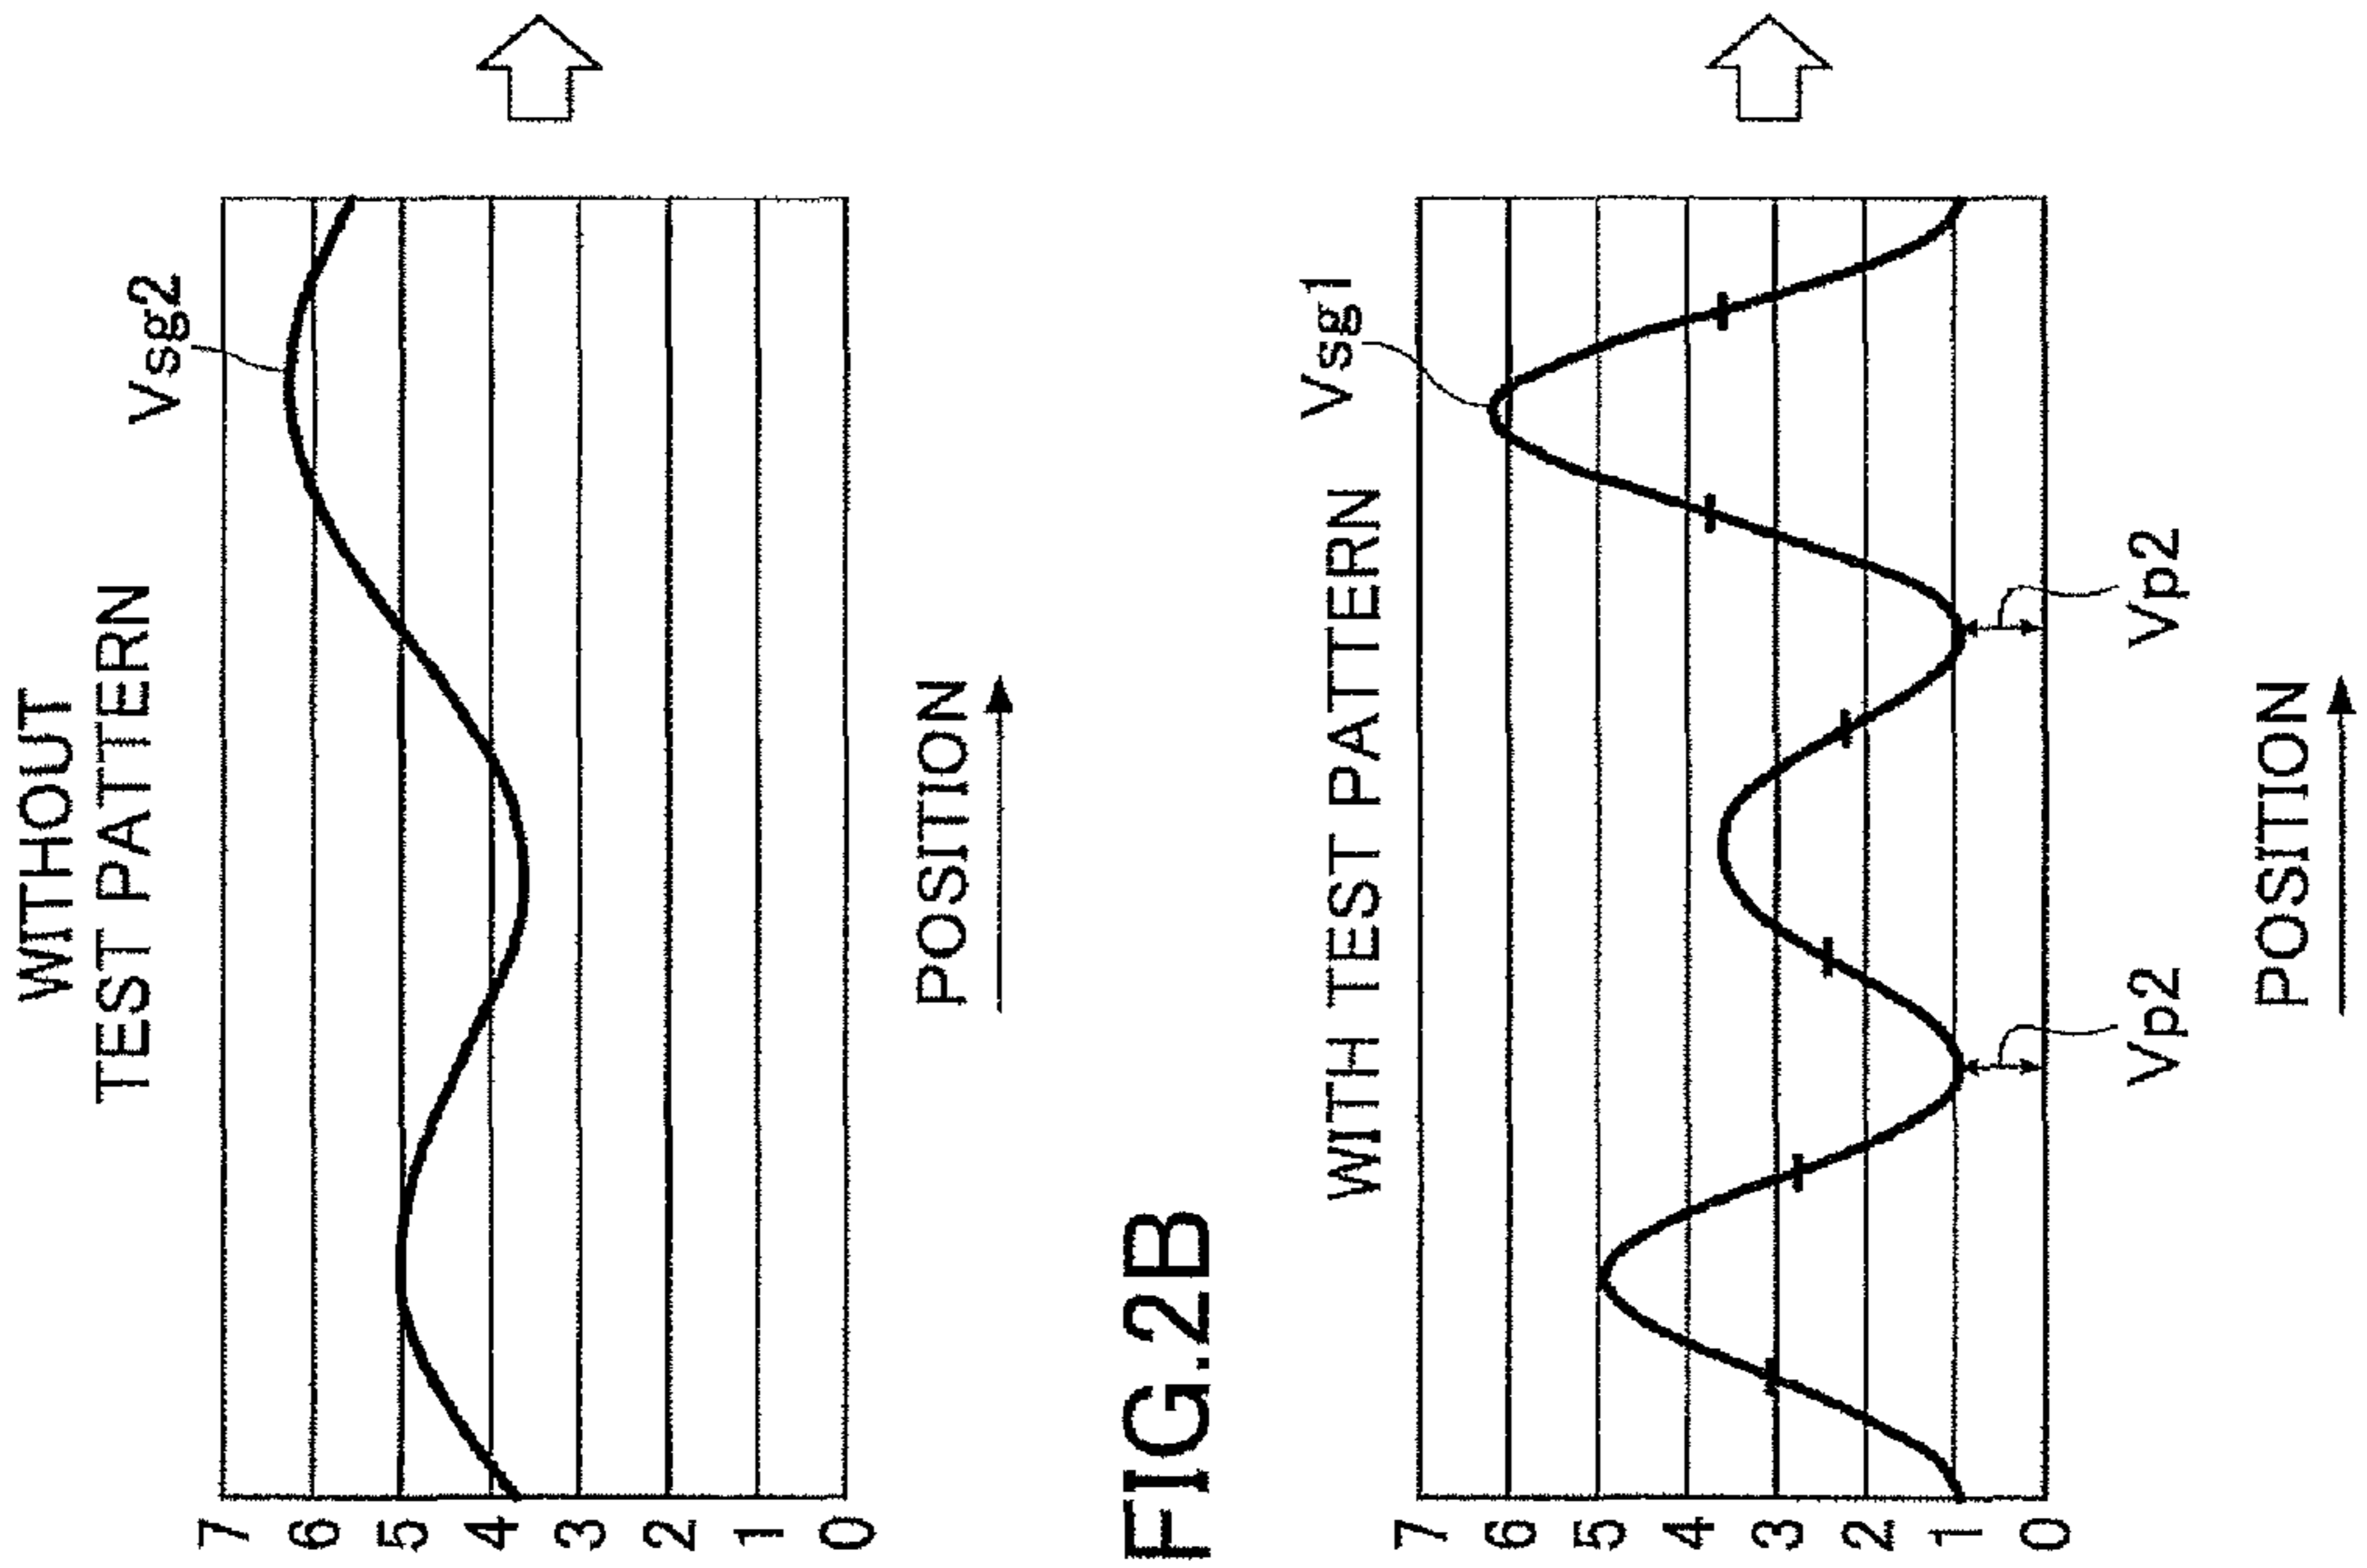 WITHOUT
TEST PATTERN
Vsg2
7
6
5
4
3
2
1
0
POSITION
FIG.2B
WITH TEST PATTERN
Vsg1
7
6
5
4
3
2
1
0
Vp2
Vp2
POSITION